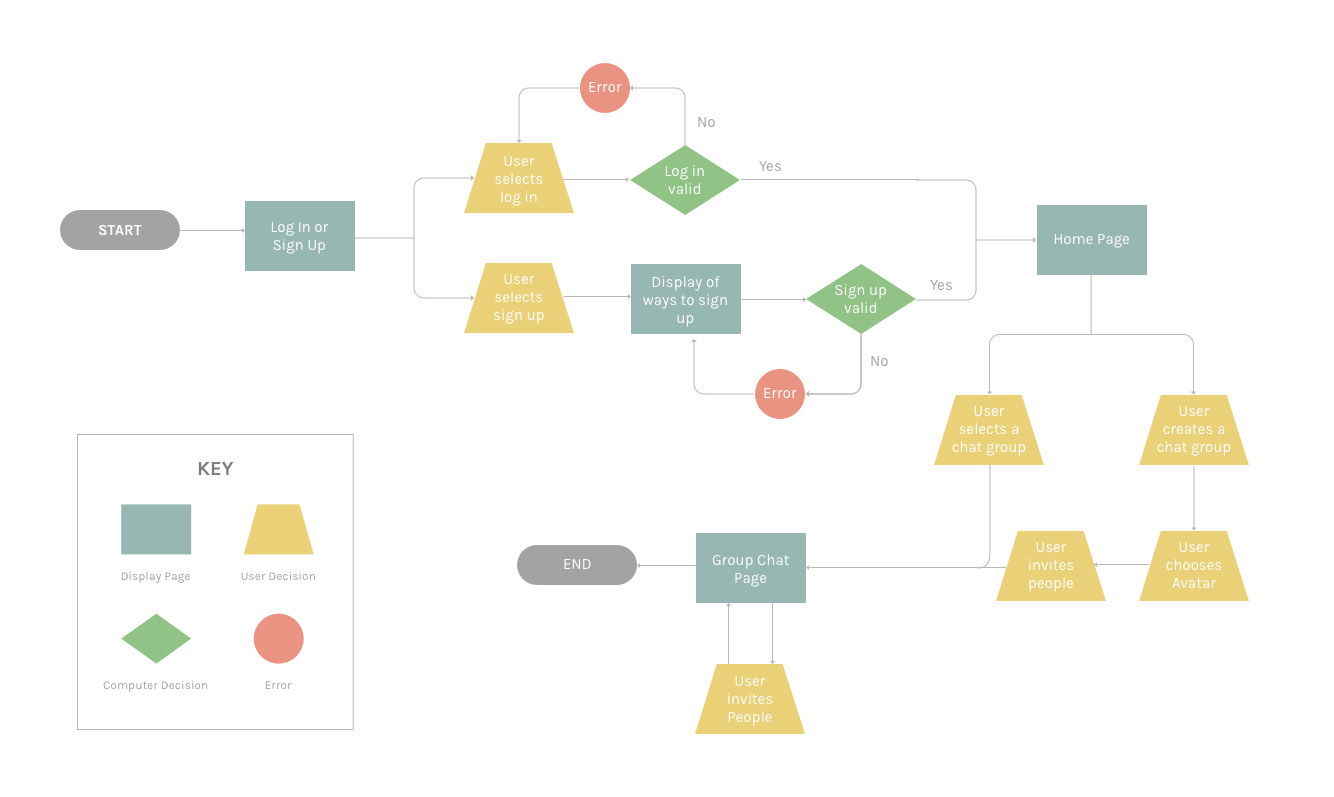 Error
No
User
selects
log in
Log in
valid
Yes
START
Log In or
Sign Up
Home Page
User
selects
sign up
Display of
ways to sign
up
Sign up
valid
Yes
No
Error
User
selects a
chat group
User
creates a
chat group
KEY
Display Page
User Decision
Computer Decision
Error
END
Group Chat
Page
User
invites
people
User
chooses
Avatar
User
invites
People